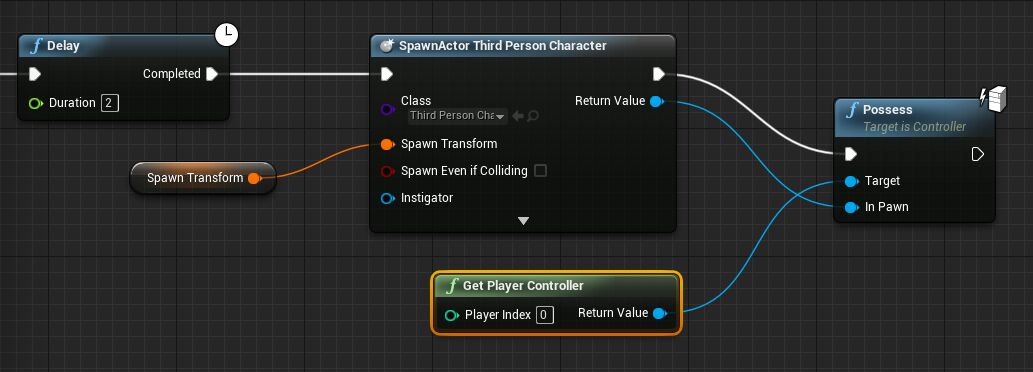 f Delay
Completed
Duration 2
Spawn Transform
SpawnActor Third Person Character
Class
Third Person Cha
Return Value
Spawn Transform
Spawn Even if Colliding
Instigator
f Get Player Controller
Player Index 0
Return Value
f Possess
Target is Controller
Target
In Pawn